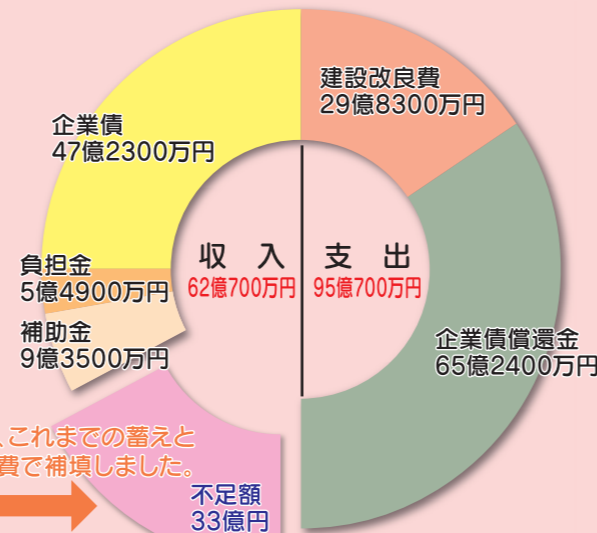 建設改良費
29億8300万円
企業債
47億2300万円
収 入
62億700万円
支 出
95億700万円
負担金
5億4900万円
補助金
9億3500万円
企業債償還金
65億2400万円
、これまでの蓄えと
費で補填しました。
不足額
33億円